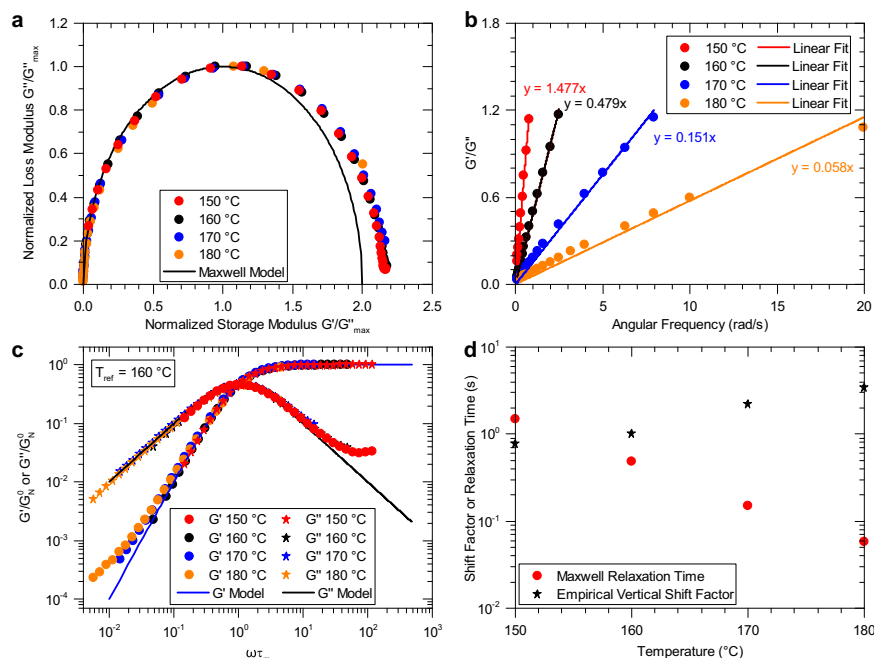 a
Normalized Loss Modulus G"/G"max
1.0
0.8
0.6
0.4
0.2
0.0
150 °C
160 °C
170 °C
180 °C
Maxwell Model
0.0 0.5 1.0 1.5 2.0 2.5
Normalized Storage Modulus G'/G"max
b
G'/G"
1.8
1.2
0.6
0.0
150 °C Linear Fit
160 °C Linear Fit
170 °C Linear Fit
180 °C Linear Fit
y = 1.477x
y = 0.479x
y = 0.151x
y = 0.058x
0 5 10 15 20
Angular Frequency (rad/s)
c
G'/G0N or G"/G0N
10^0
10^-1
10^-2
10^-3
10^-4
Tref = 160 °C
G' 150 °C G" 150 °C
G' 160 °C G" 160 °C
G' 170 °C G" 170 °C
G' 180 °C G" 180 °C
G' Model G" Model
10^-2 10^-1 10^0 10^1 10^2 10^3
d
Shift Factor or Relaxation Time (s)
10^1
10^0
10^-1
10^-2
Maxwell Relaxation Time
Empirical Vertical Shift Factor
150 160 170 180
Temperature (°C)